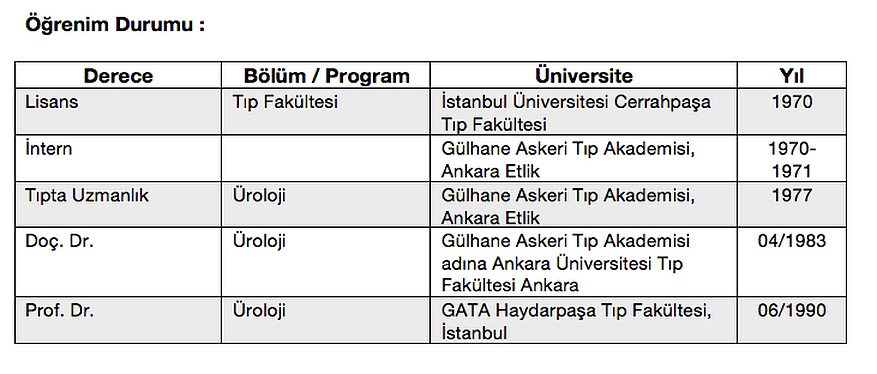 Öğrenim Durumu :
Derece Bölüm / Program Üniversite Yıl
Lisans Tıp Fakültesi İstanbul Üniversitesi Cerrahpaşa 1970
Tıp Fakültesi
İntern Gülhane Askeri Tıp Akademisi, 1970-
Ankara Etlik 1971
Tıpta Uzmanlık Üroloji Gülhane Askeri Tıp Akademisi, 1977
Ankara Etlik
Doç. Dr. Üroloji Gülhane Askeri Tıp Akademisi 04/1983
adına Ankara Üniversitesi Tıp
Fakültesi Ankara
Prof. Dr. Üroloji GATA Haydarpaşa Tıp Fakültesi, 06/1990
İstanbul